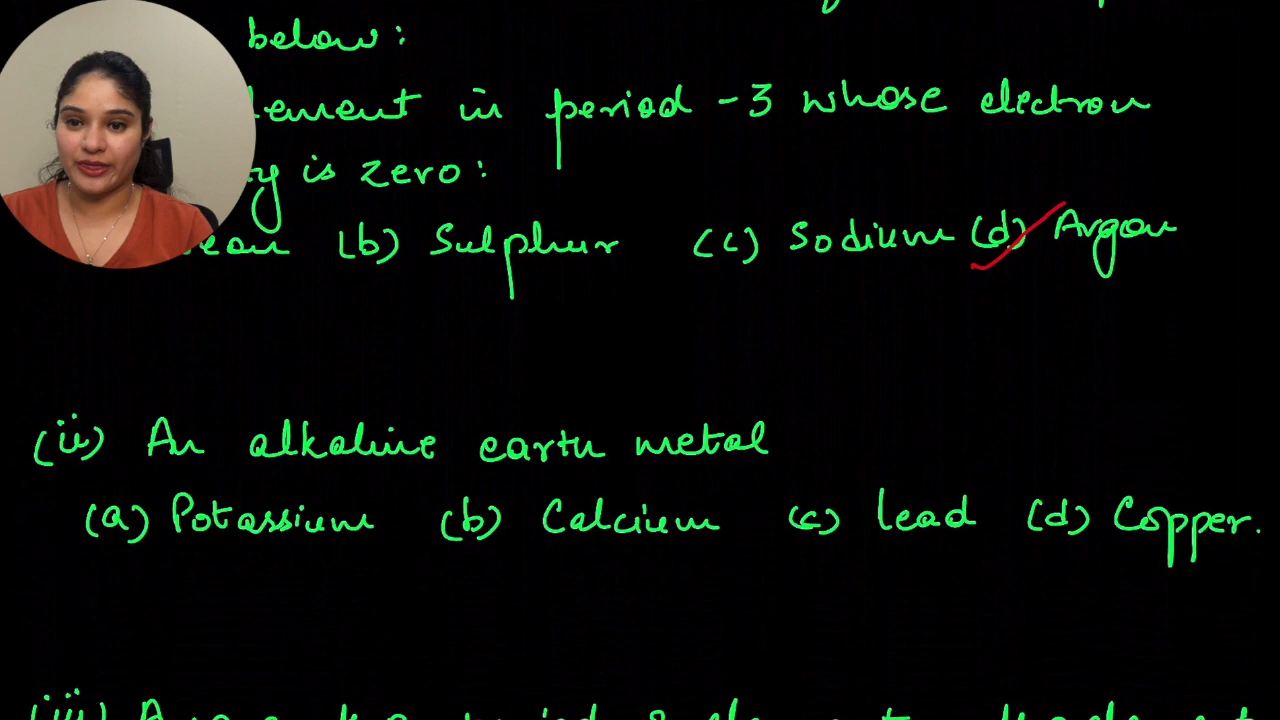 below:
lement in period -3 whose electron
ty is zero:
(b) Sulphur (c) Sodium (d) Argon
(ii) An alkaline earth metal
(a) Potassium (b) Calcium (c) lead (d) Copper.